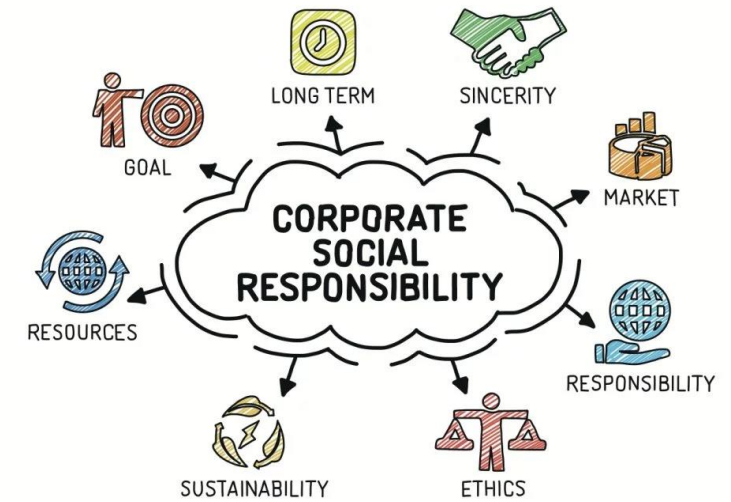 LONG TERM
SINCERITY
GOAL
MARKET
CORPORATE
SOCIAL
RESPONSIBILITY
RESOURCES
RESPONSIBILITY
SUSTAINABILITY
ETHICS